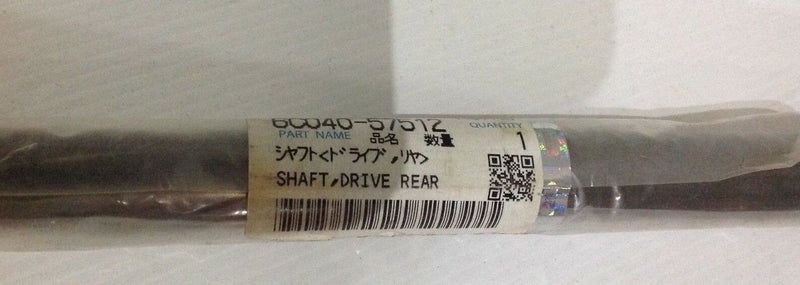 6C040-57512
PART NAME 品名 数量 QUANTITY
シャフト<ドライブ,リヤ> 1
SHAFT,DRIVE REAR